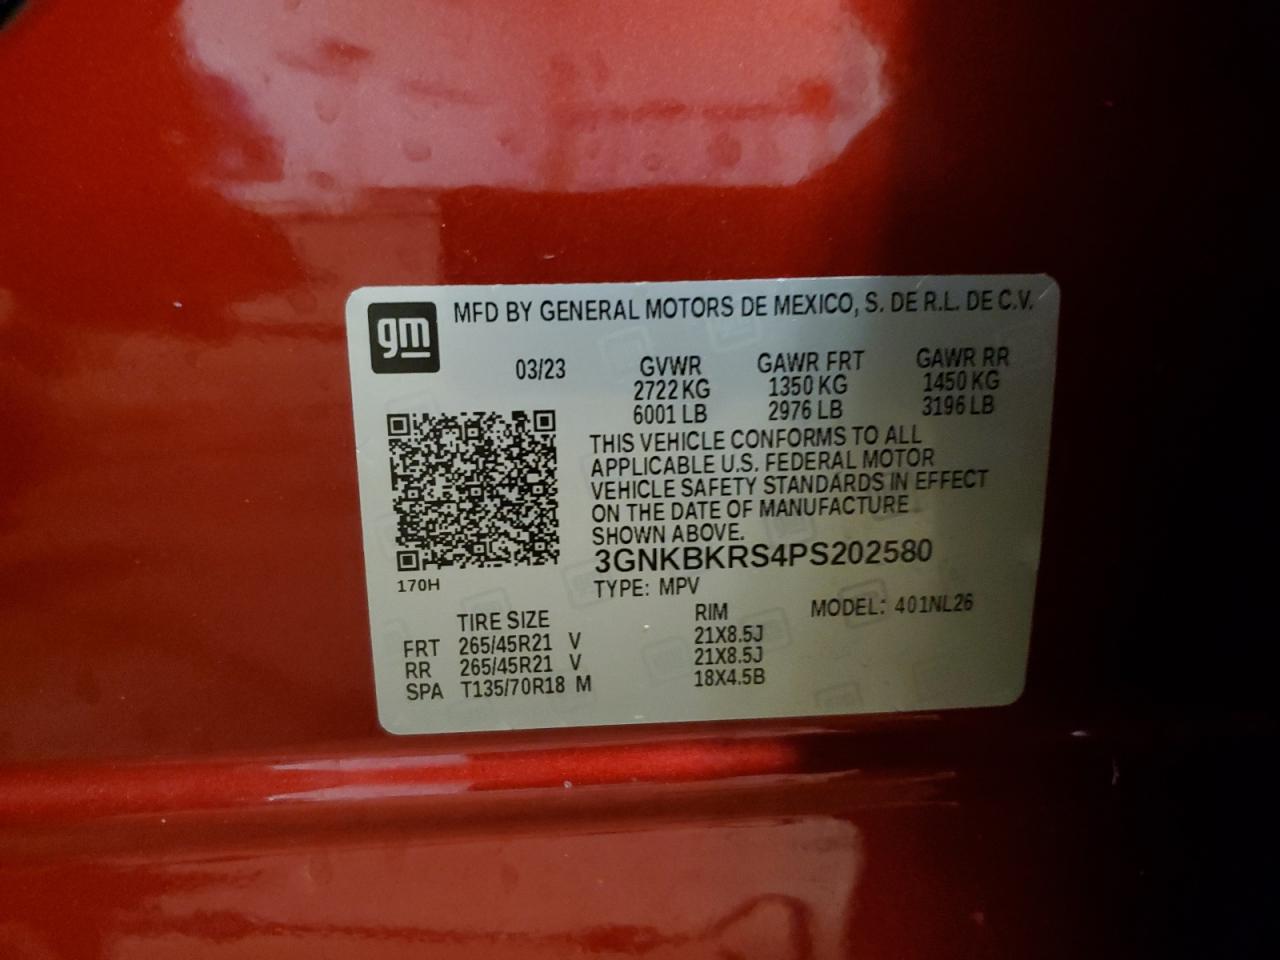 gm
MFD BY GENERAL MOTORS DE MEXICO, S. DE R.L. DE C.V.
03/23 GVWR GAWR FRT GAWR RR
2722 KG 1350 KG 1450 KG
6001 LB 2976 LB 3196 LB
THIS VEHICLE CONFORMS TO ALL
APPLICABLE U.S. FEDERAL MOTOR
VEHICLE SAFETY STANDARDS IN EFFECT
ON THE DATE OF MANUFACTURE
SHOWN ABOVE.
3GNKBKRS4PS202580
170H
TYPE: MPV
MODEL: 401NL26
TIRE SIZE RIM
FRT 265/45R21 V 21X8.5J
RR 265/45R21 V 21X8.5J
SPA T135/70R18 M 18X4.5B